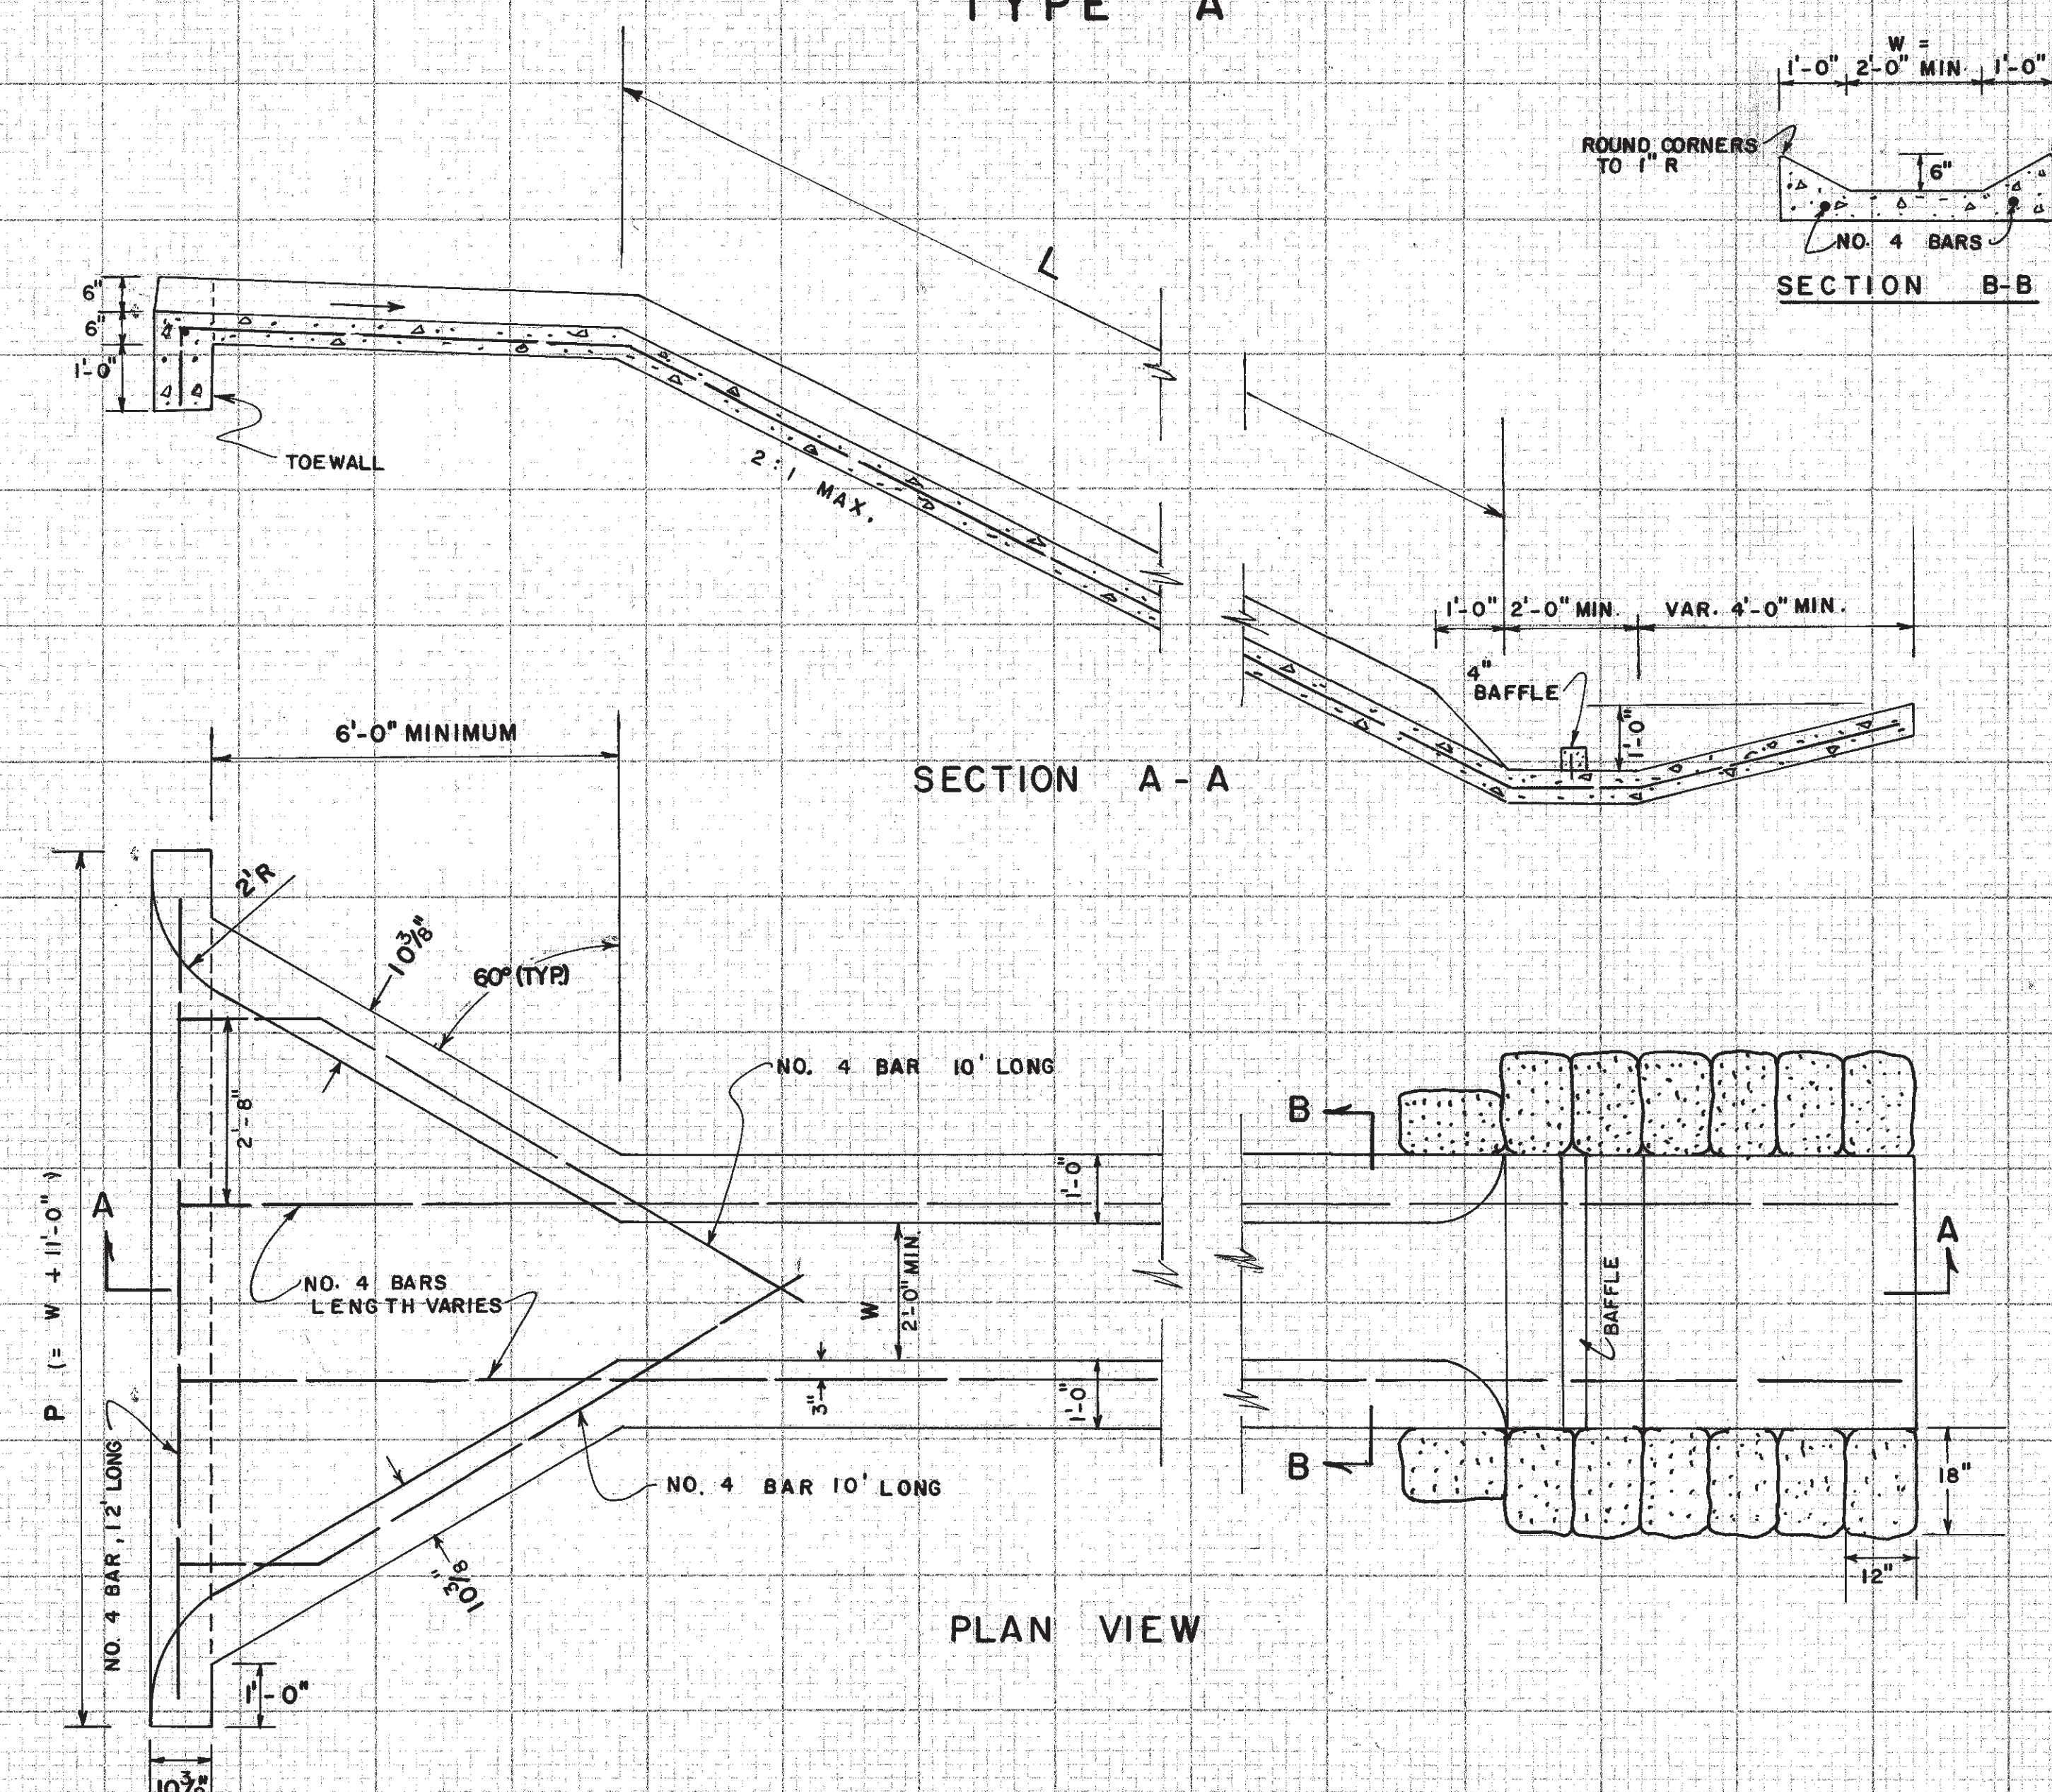 TYPE A
W =
1'-0" 2'-0" MIN. 1'-0"
ROUND CORNERS
TO 1" R
6"
NO. 4 BARS
SECTION B-B
L
6"
6"
1'-0"
TOEWALL
2 : 1 MAX.
1'-0" 2'-0" MIN. VAR. 4'-0" MIN.
4"
BAFFLE
1'-0"
6'-0" MINIMUM
SECTION A - A
2'R
10 3/8"
60° (TYP.)
NO. 4 BAR 10' LONG
2'-8"
B
1'-0"
A
A
P (= W + 11'-0" )
NO. 4 BARS
LENGTH VARIES
W
2'-0" MIN.
BAFFLE
3"
1'-0"
NO. 4 BAR, 12' LONG
B
NO. 4 BAR 10' LONG
18"
12"
10 3/8"
PLAN VIEW
1'-0"